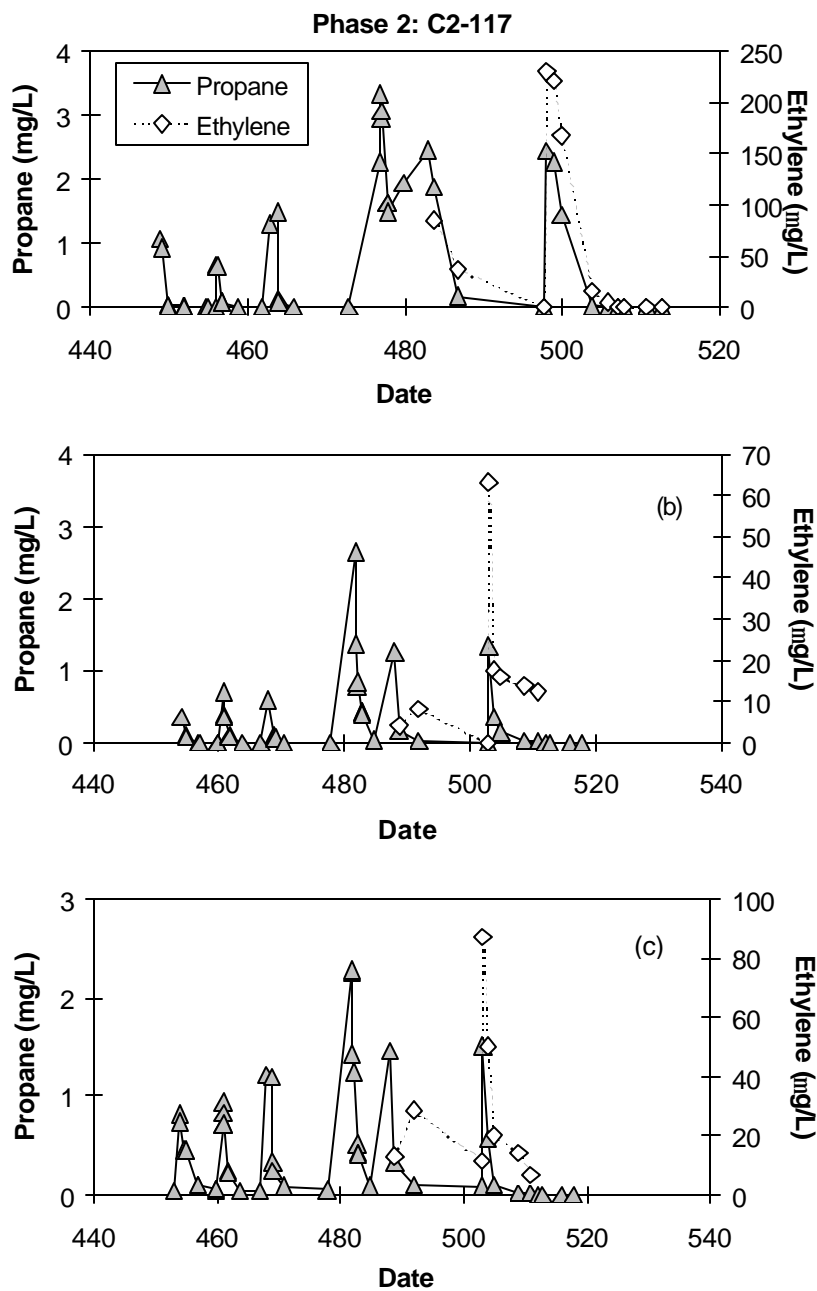 Phase 2: C2-117
Propane (mg/L)
4
3
2
1
0
Propane
Ethylene
250
200
150
100
50
0
Ethylene (mg/L)
440 460 480 500 520
Date
Propane (mg/L)
4
3
2
1
0
(b)
70
60
50
40
30
20
10
0
Ethylene (mg/L)
440 460 480 500 520 540
Date
Propane (mg/L)
3
2
1
0
(c)
100
80
60
40
20
0
Ethylene (mg/L)
440 460 480 500 520 540
Date